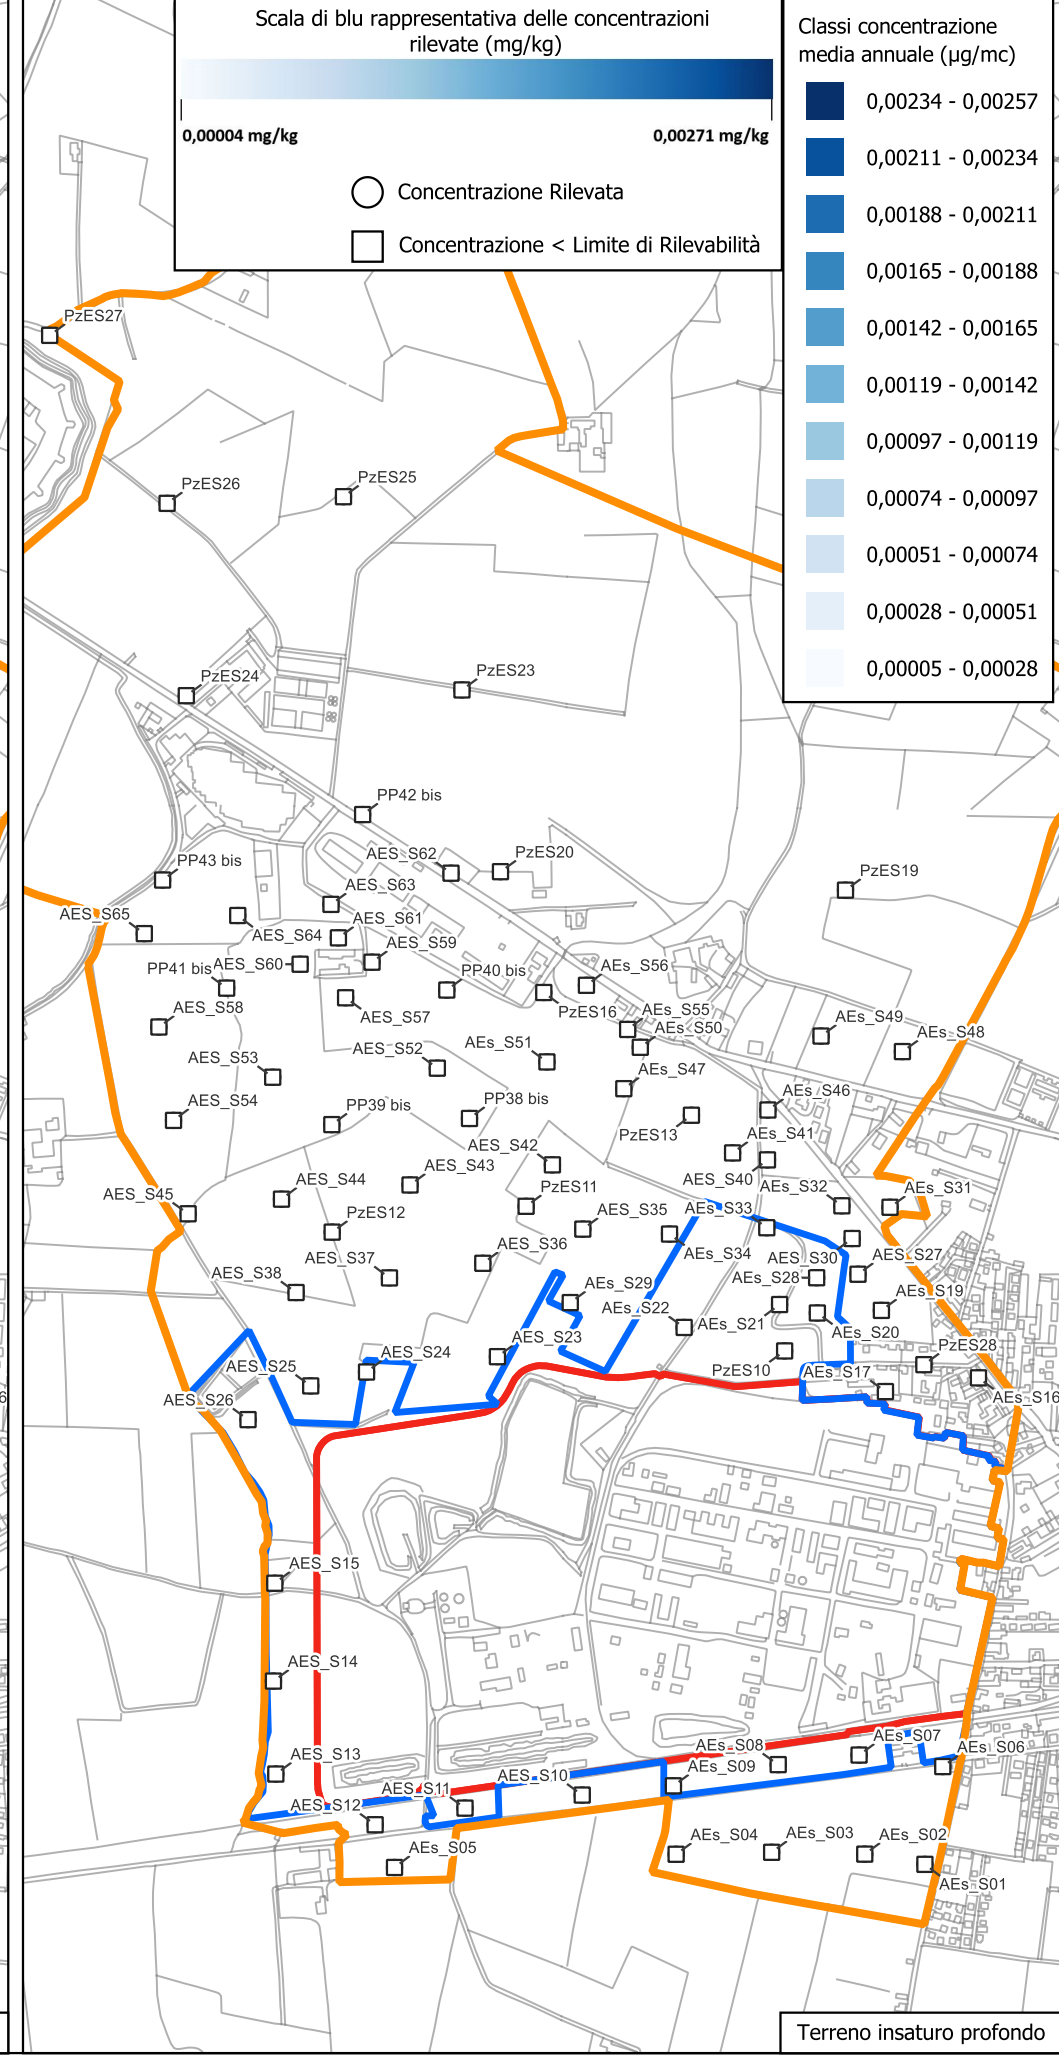 Scala di blu rappresentativa delle concentrazioni
rilevate (mg/kg)
0,00004 mg/kg
0,00271 mg/kg
Concentrazione Rilevata
Concentrazione < Limite di Rilevabilità
Classi concentrazione
media annuale (µg/mc)
0,00234 - 0,00257
0,00211 - 0,00234
0,00188 - 0,00211
0,00165 - 0,00188
0,00142 - 0,00165
0,00119 - 0,00142
0,00097 - 0,00119
0,00074 - 0,00097
0,00051 - 0,00074
0,00028 - 0,00051
0,00005 - 0,00028
PzES27
PzES26
PzES25
PzES24
PzES23
PP42 bis
AES_S62
PzES20
PP43 bis
PzES19
AES_S63
AES_S65
AES_S61
AES_S64
AES_S59
AES_S60
PP41 bis
PP40 bis
AEs_S56
AES_S58
AES_S57
PzES16
AEs_S55
AEs_S50
AEs_S49
AEs_S48
AES_S53
AES_S52
AEs_S51
AEs_S47
AES_S54
PP39 bis
PP38 bis
AEs_S46
PzES13
AEs_S41
AES_S42
AES_S40
AES_S45
AES_S44
AES_S43
AEs_S32
AEs_S31
PzES12
PzES11
AES_S35
AEs_S33
AES_S37
AES_S36
AEs_S34
AES_S30
AEs_S27
AES_S38
AEs_S28
AEs_S29
AEs_S22
AEs_S21
AEs_S19
AEs_S20
AES_S25
AES_S24
AES_S23
PzES10
AEs_S17
PzES28
AES_S26
AEs_S16
AES_S15
AES_S14
AES_S13
AEs_S08
AEs_S07
AEs_S06
AES_S11
AEs_S10
AEs_S09
AES_S12
AEs_S05
AEs_S04
AEs_S03
AEs_S02
AEs_S01
Terreno insaturo profondo